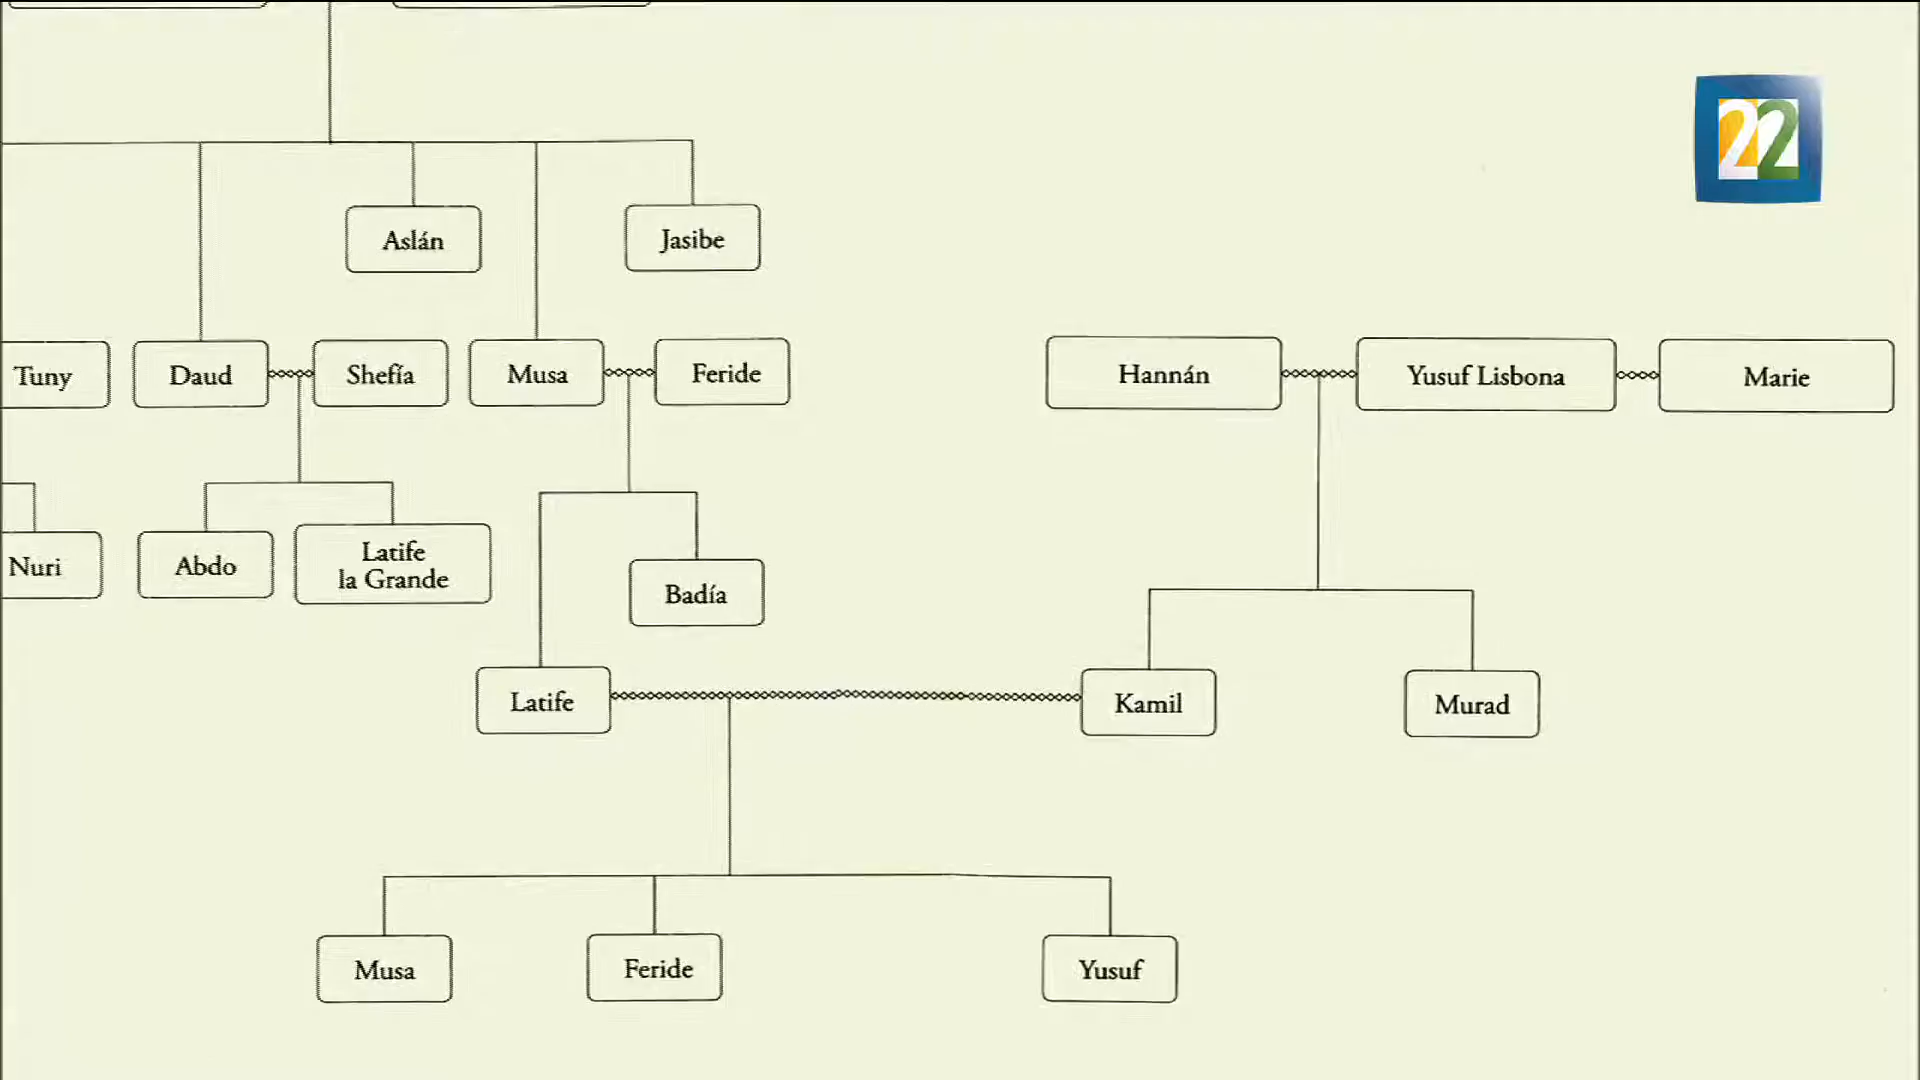 22
Aslán
Jasibe
Tuny
Daud
Shefía
Musa
Feride
Hannán
Yusuf Lisbona
Marie
Nuri
Abdo
Latife
la Grande
Badía
Latife
Kamil
Murad
Musa
Feride
Yusuf